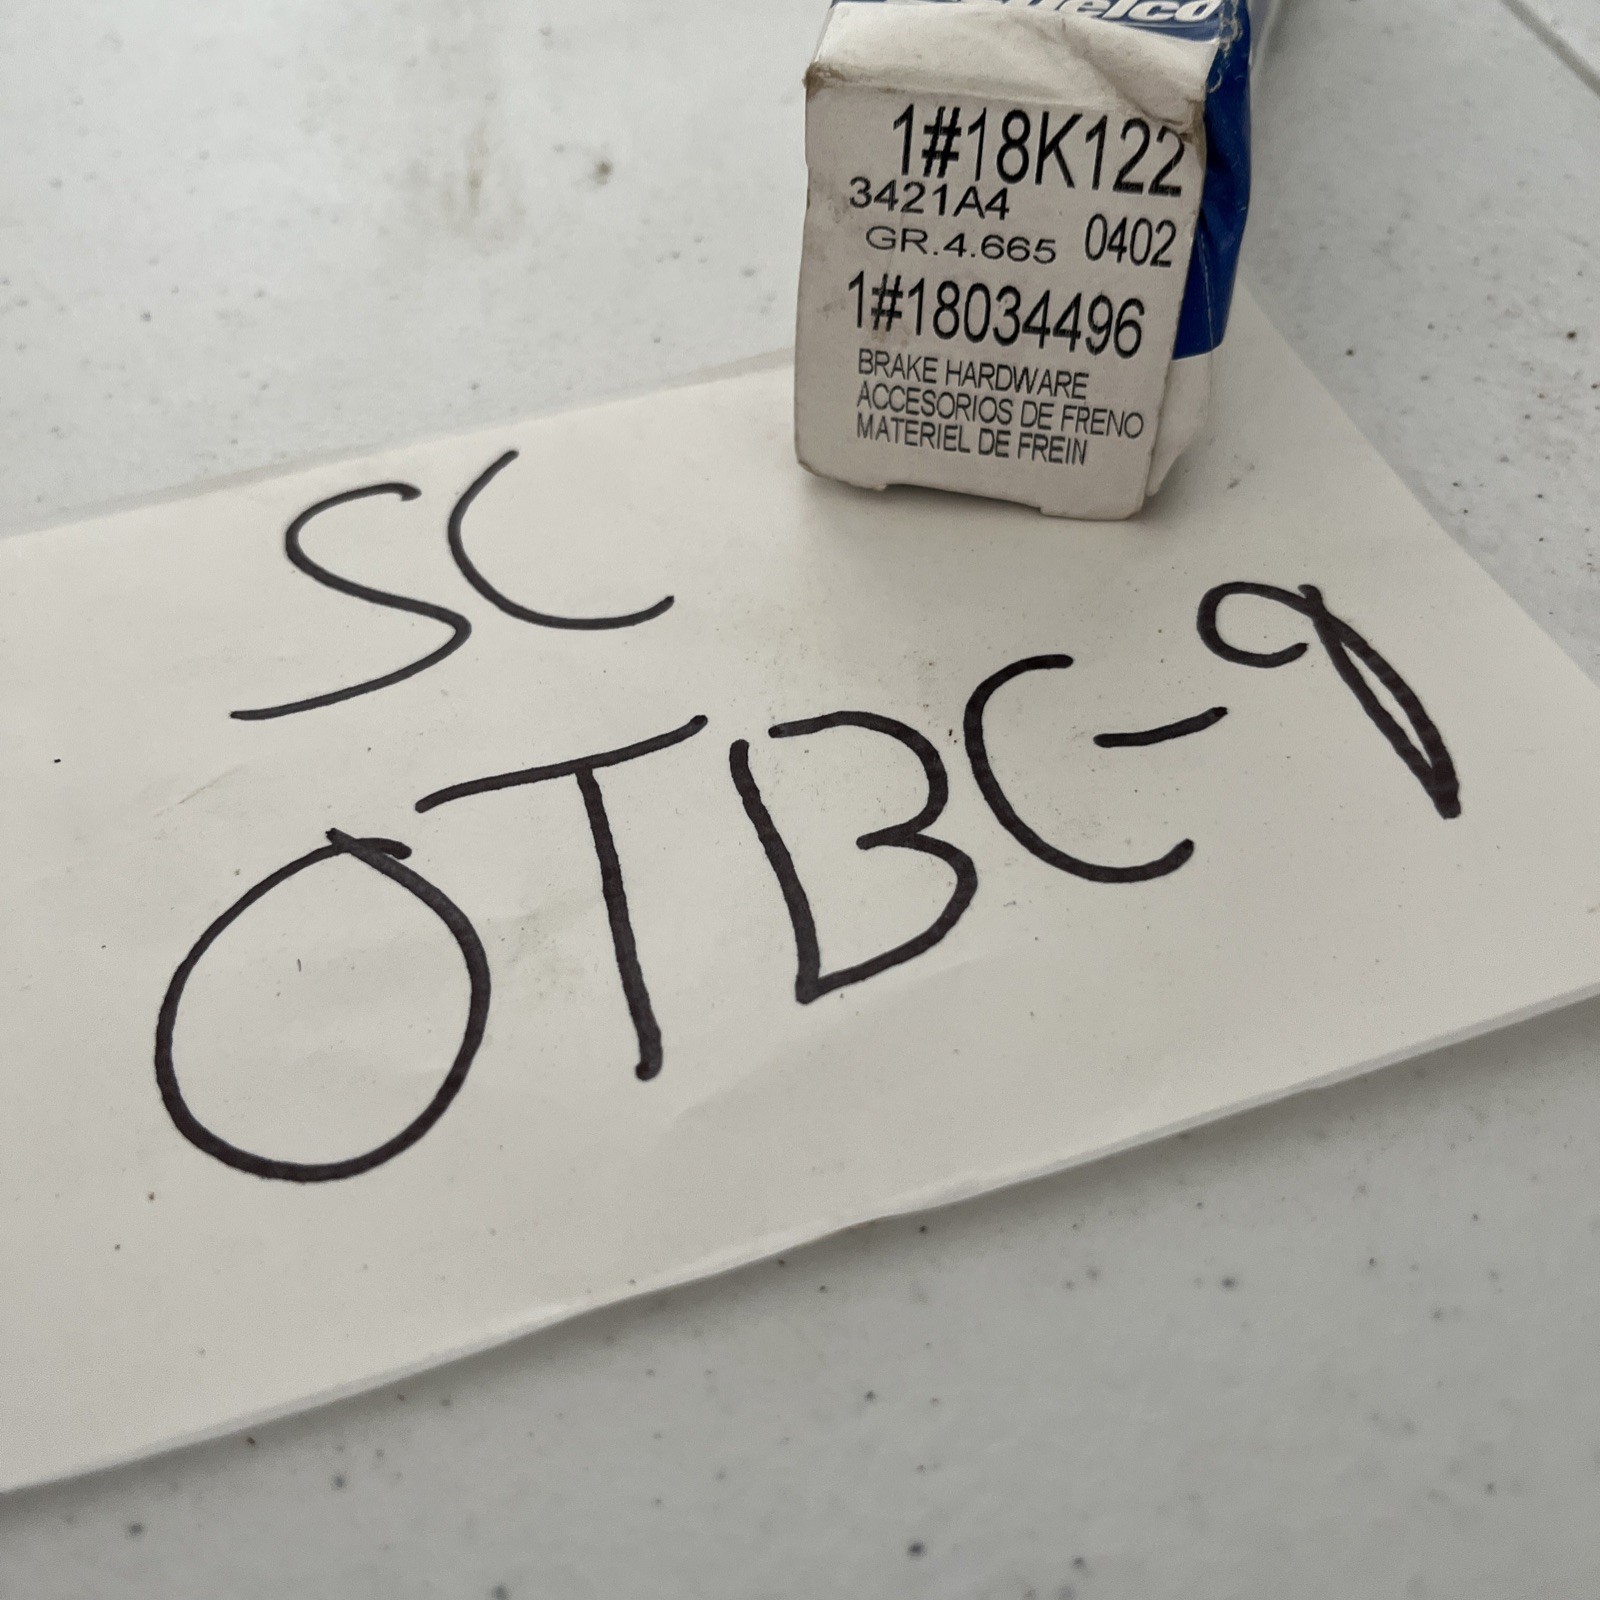 1#18K122
3421A4
GR.4.665 0402
1#18034496
BRAKE HARDWARE
ACCESORIOS DE FRENO
MATERIEL DE FREIN
SC
OTBC-9